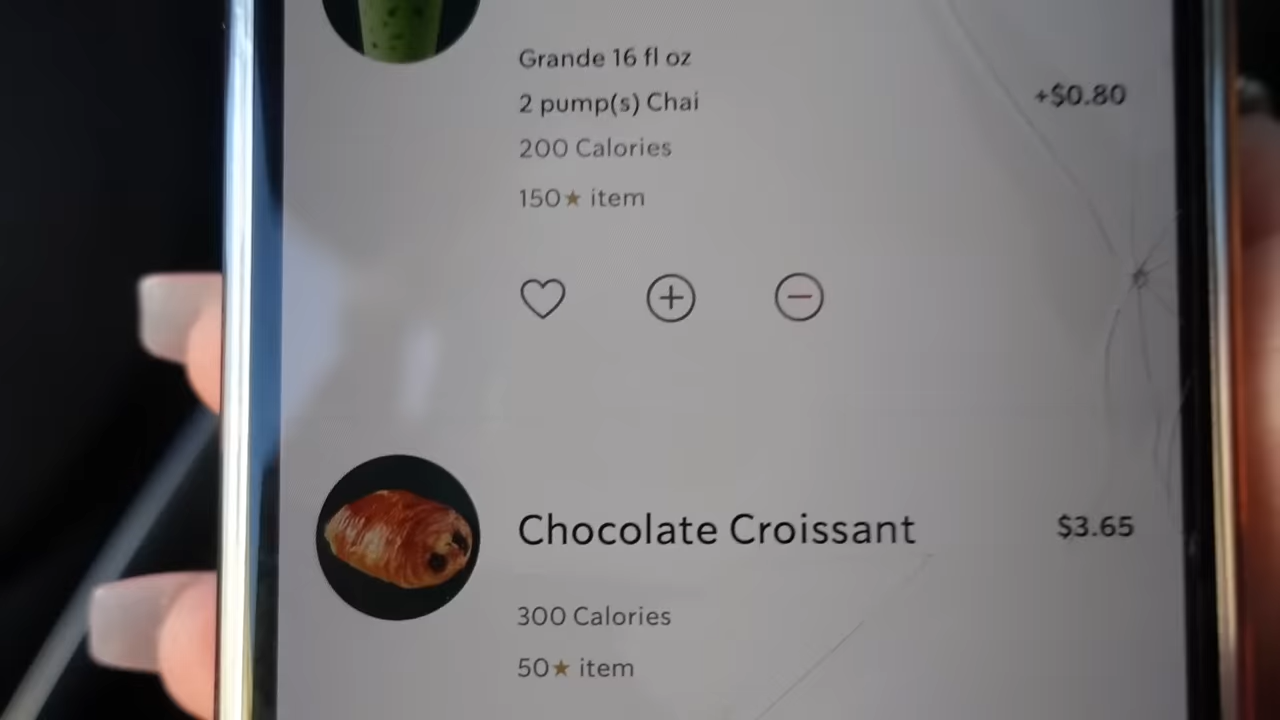 Grande 16 fl oz
2 pump(s) Chai +$0.80
200 Calories
150★ item
Chocolate Croissant $3.65
300 Calories
50★ item